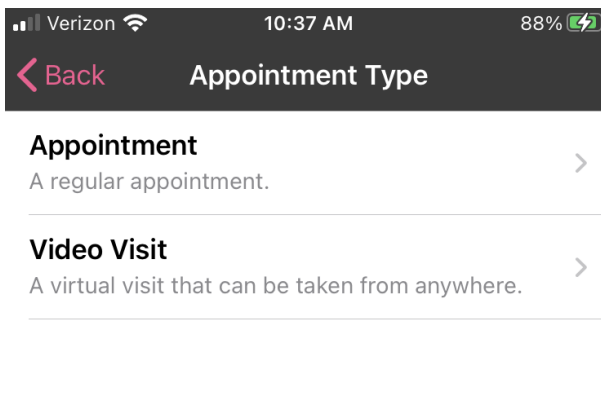 Verizon 10:37 AM 88%
Back Appointment Type
Appointment
A regular appointment.
Video Visit
A virtual visit that can be taken from anywhere.